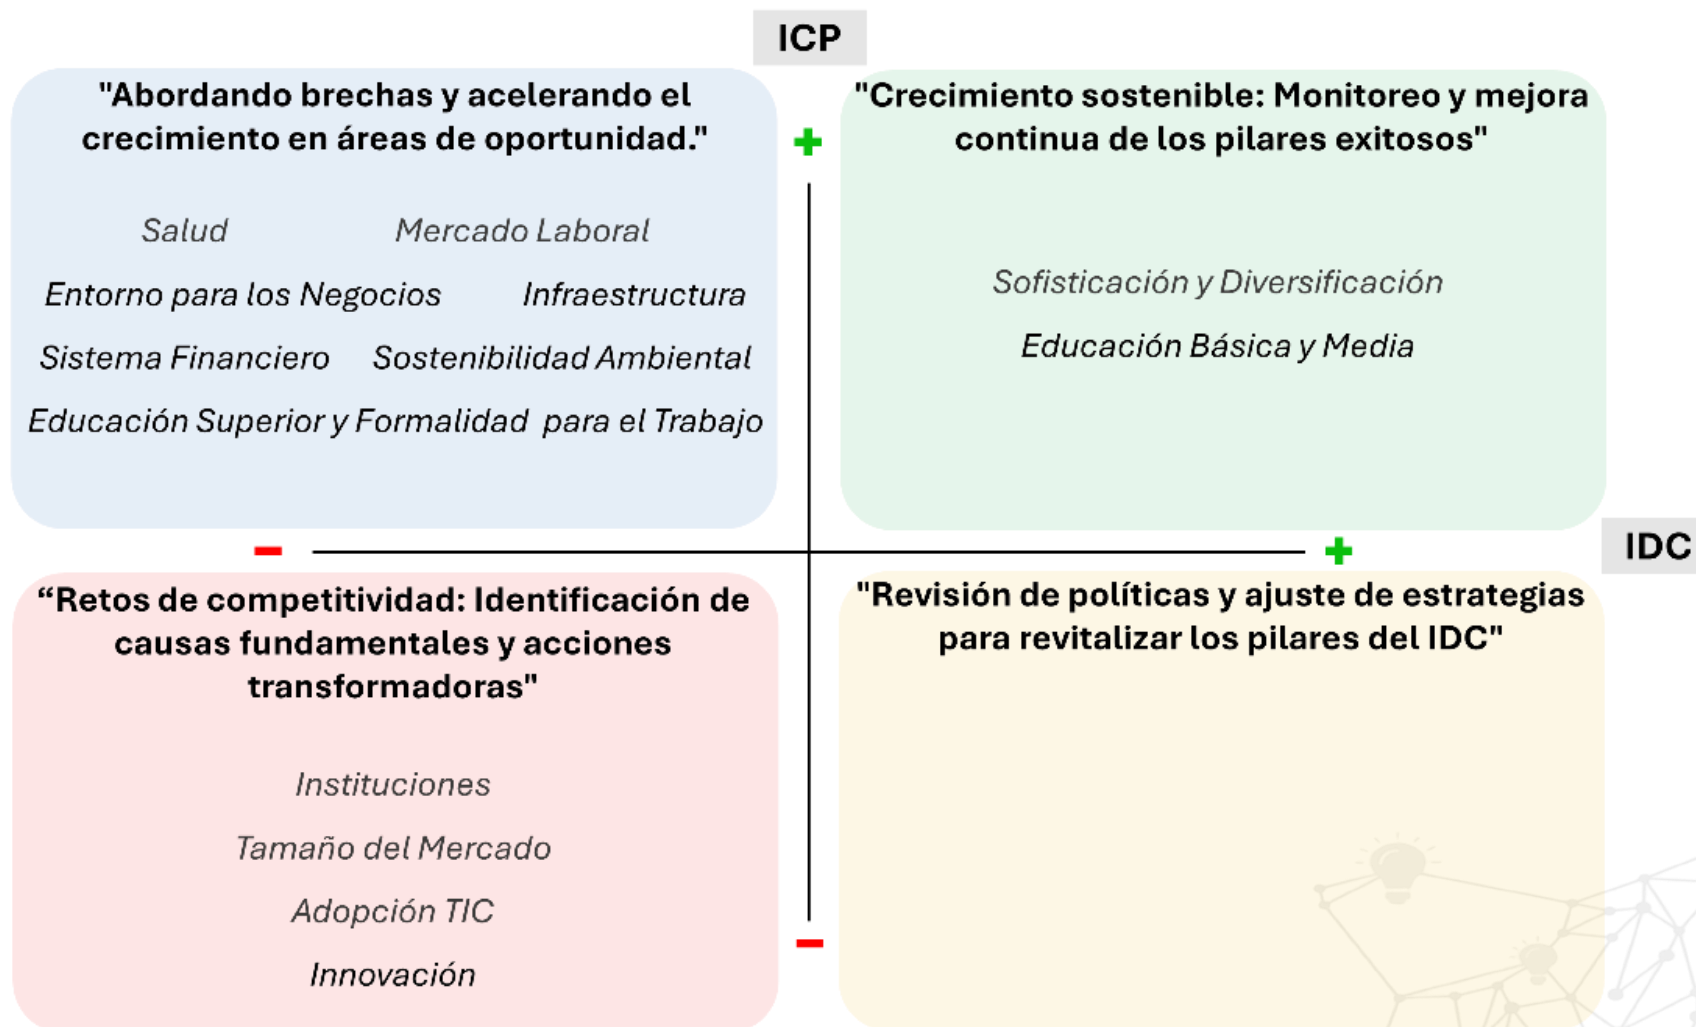 ICP
"Abordando brechas y acelerando el
crecimiento en áreas de oportunidad."
Salud
Mercado Laboral
Entorno para los Negocios
Infraestructura
Sistema Financiero
Sostenibilidad Ambiental
Educación Superior y Formalidad para el Trabajo
+
"Crecimiento sostenible: Monitoreo y mejora
continua de los pilares exitosos"
Sofisticación y Diversificación
Educación Básica y Media
-
+
IDC
“Retos de competitividad: Identificación de
causas fundamentales y acciones
transformadoras"
Instituciones
Tamaño del Mercado
Adopción TIC
Innovación
-
"Revisión de políticas y ajuste de estrategias
para revitalizar los pilares del IDC"